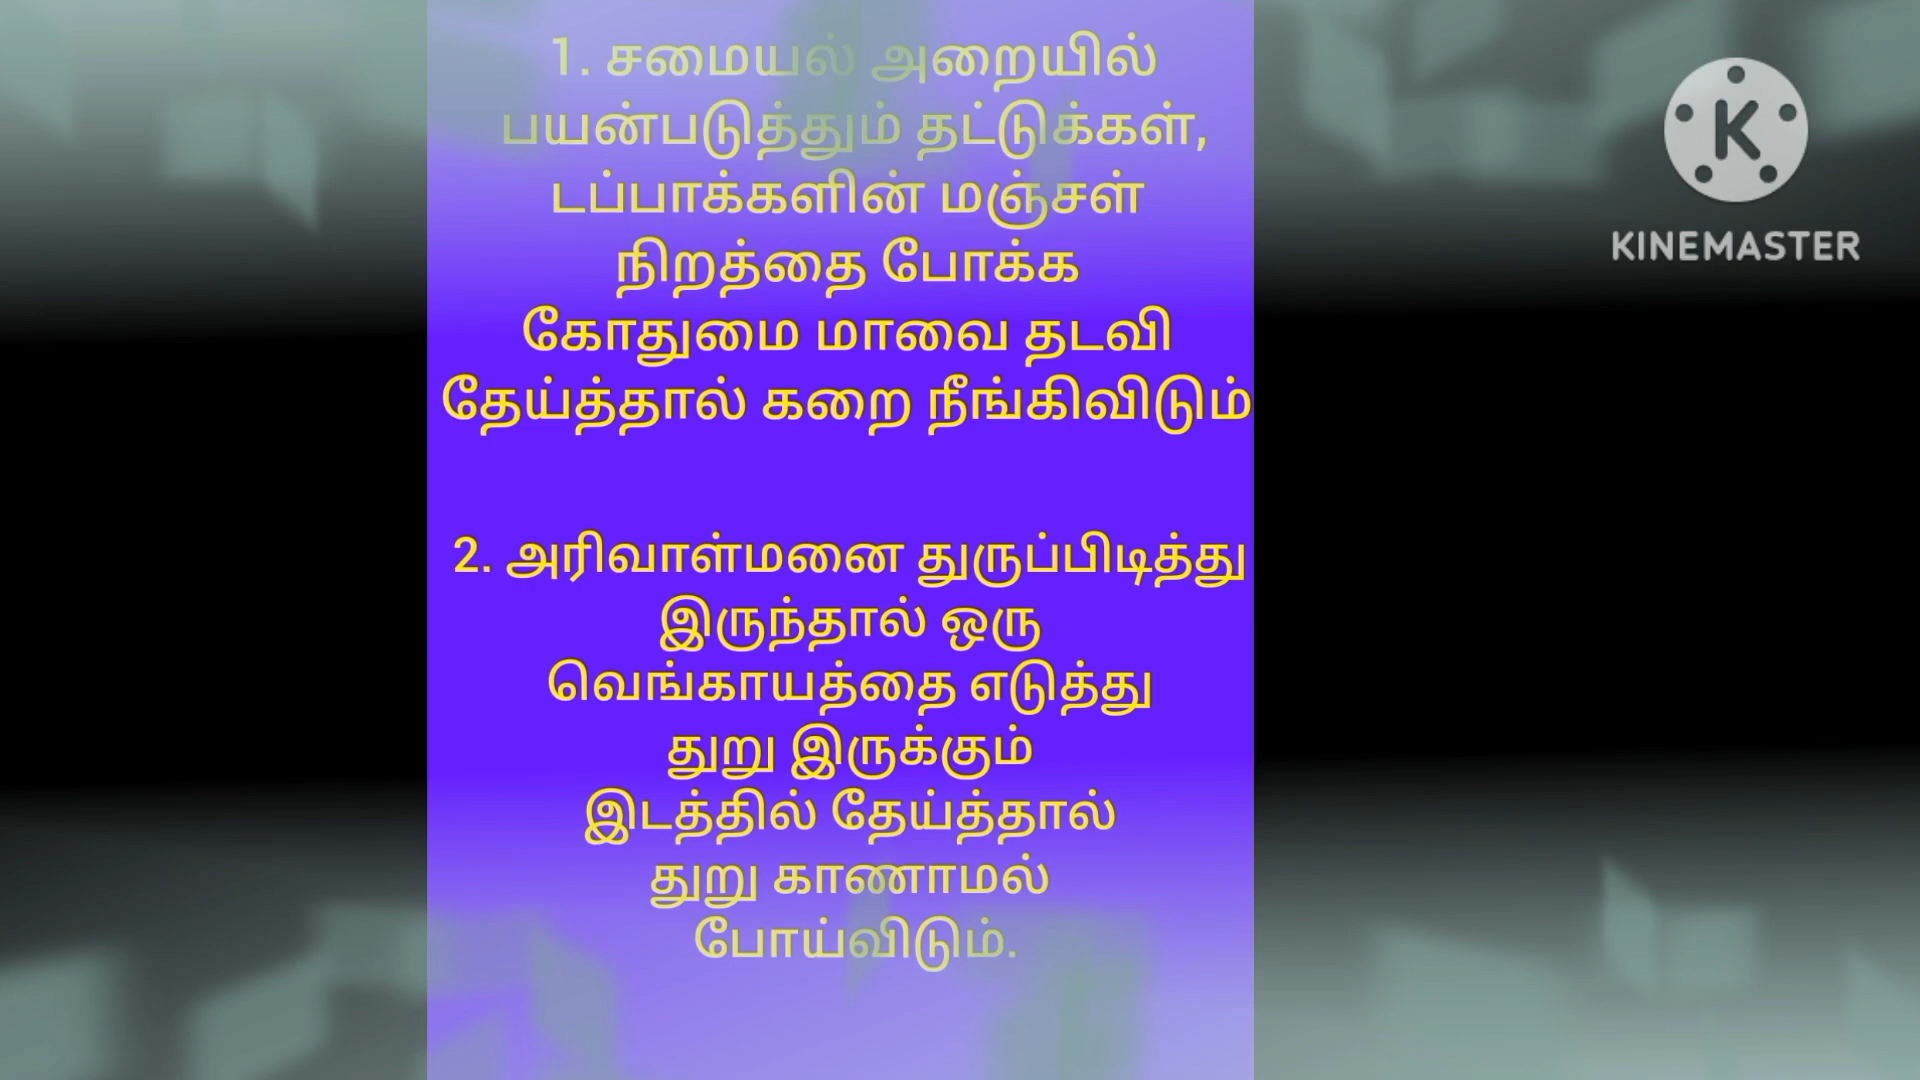 1. சமையல் அறையில்
பயன்படுத்தும் தட்டுக்கள்,
டப்பாக்களின் மஞ்சள்
நிறத்தை போக்க
கோதுமை மாவை தடவி
தேய்த்தால் கறை நீங்கிவிடும்
2. அரிவாள்மனை துருப்பிடித்து
இருந்தால் ஒரு
வெங்காயத்தை எடுத்து
துறு இருக்கும்
இடத்தில் தேய்த்தால்
துறு காணாமல்
போய்விடும்.
K
KINEMASTER